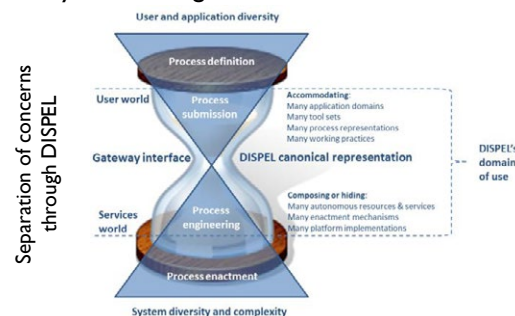 User and application diversity
Process definition
User world
Process
submission
Accommodating:
Many application domains
Many tool sets
Many process representations
Many working practices
Separation of concerns
through DISPEL
Gateway interface
DISPEL canonical representation
DISPEL's
domain
of use
Composing or hiding:
Many autonomous resources & services
Many enactment mechanisms
Many platform implementations
Services
world
Process
engineering
Process enactment
System diversity and complexity